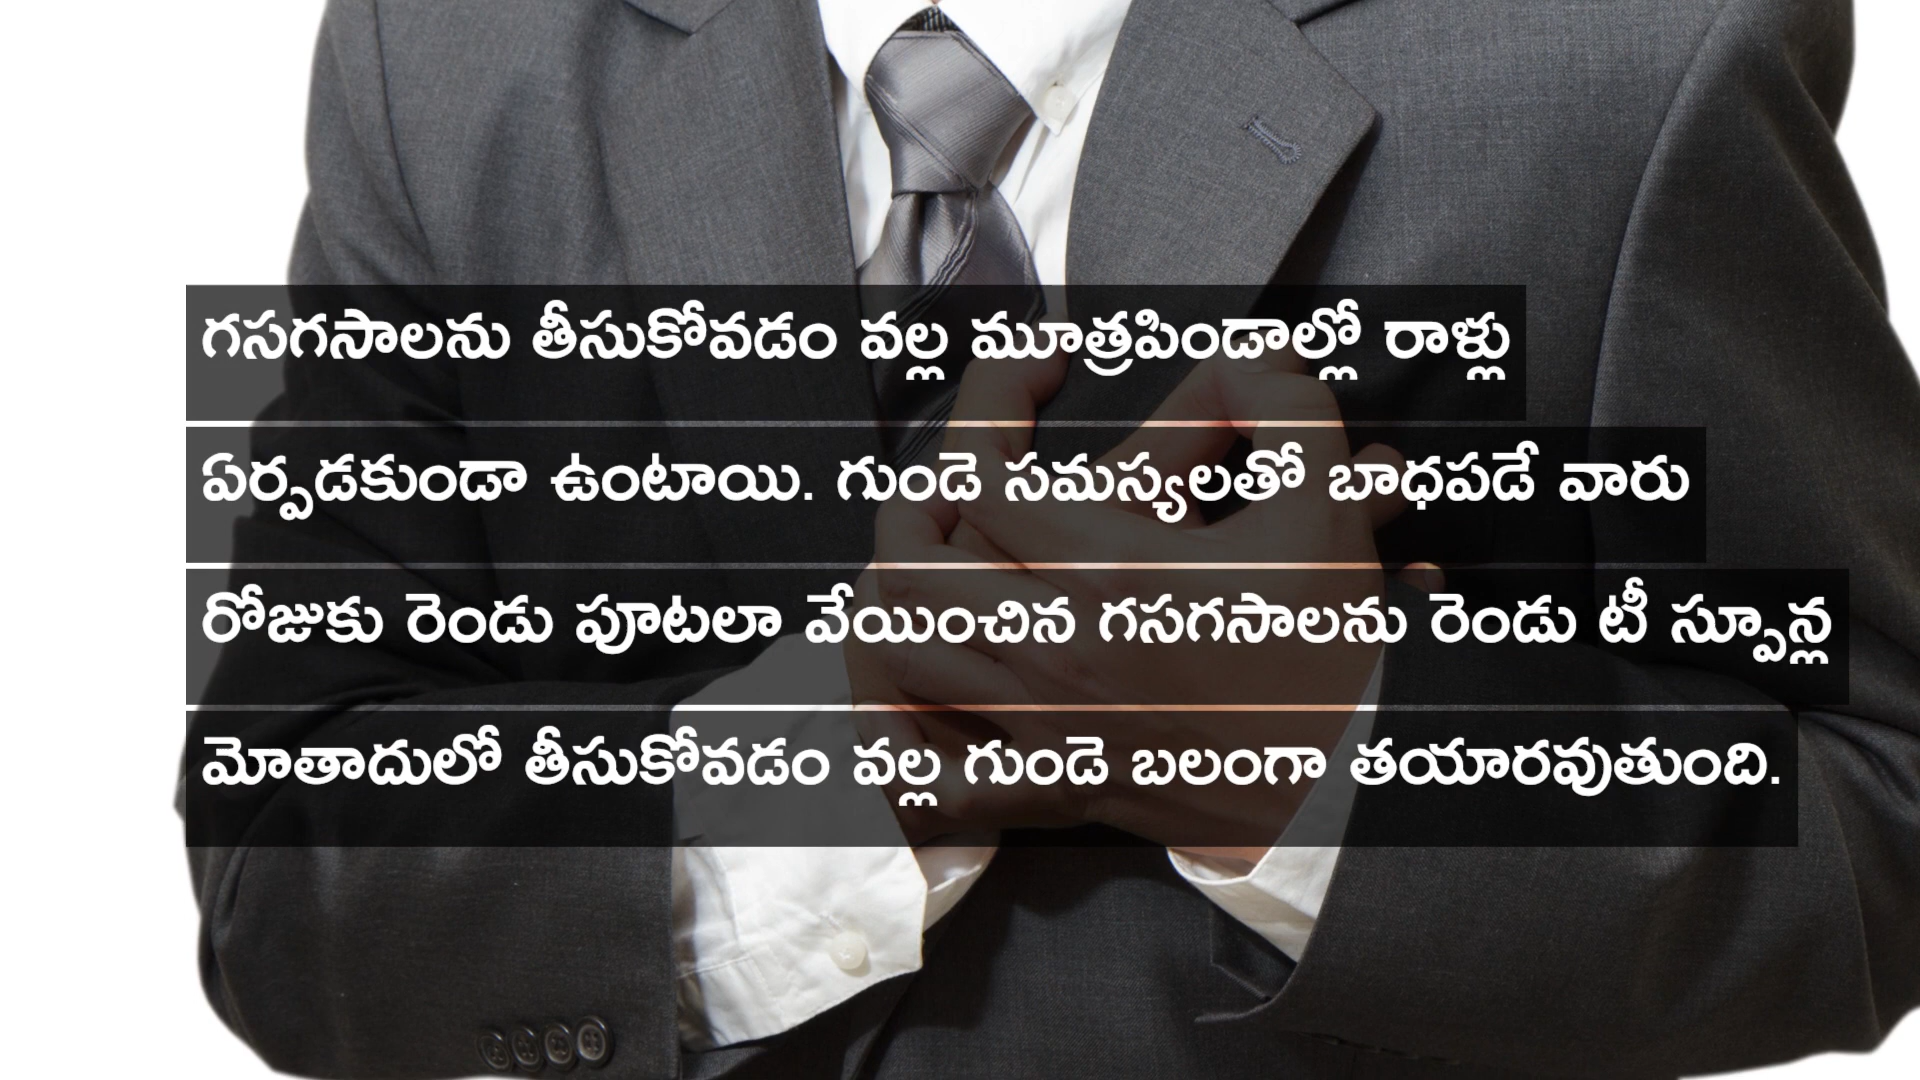 గసగసాలను తీసుకోవడం వల్ల మూత్రపిండాల్లో రాళ్లు
ఏర్పడకుండా ఉంటాయి. గుండె సమస్యలతో బాధపడే వారు
రోజుకు రెండు పూటలా వేయించిన గసగసాలను రెండు టీ స్పూన్ల
మోతాదులో తీసుకోవడం వల్ల గుండె బలంగా తయారవుతుంది.